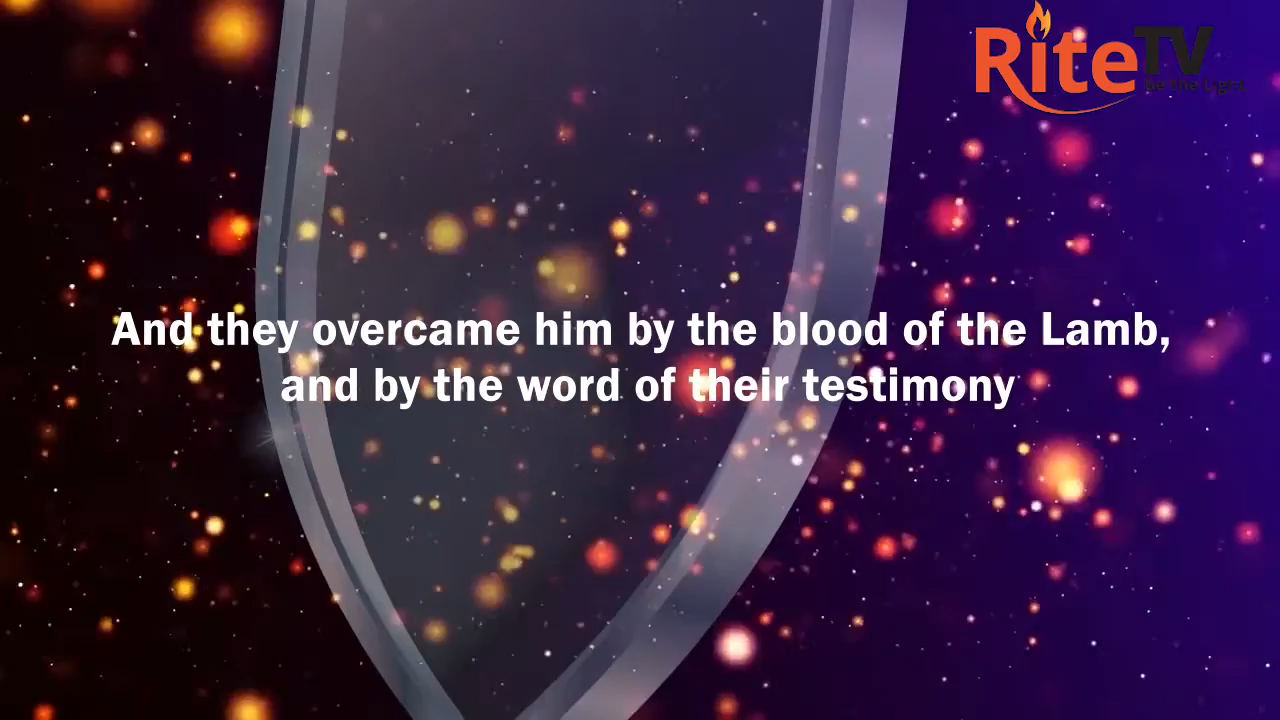 RiteTV
Be The Light
And they overcame him by the blood of the Lamb,
and by the word of their testimony